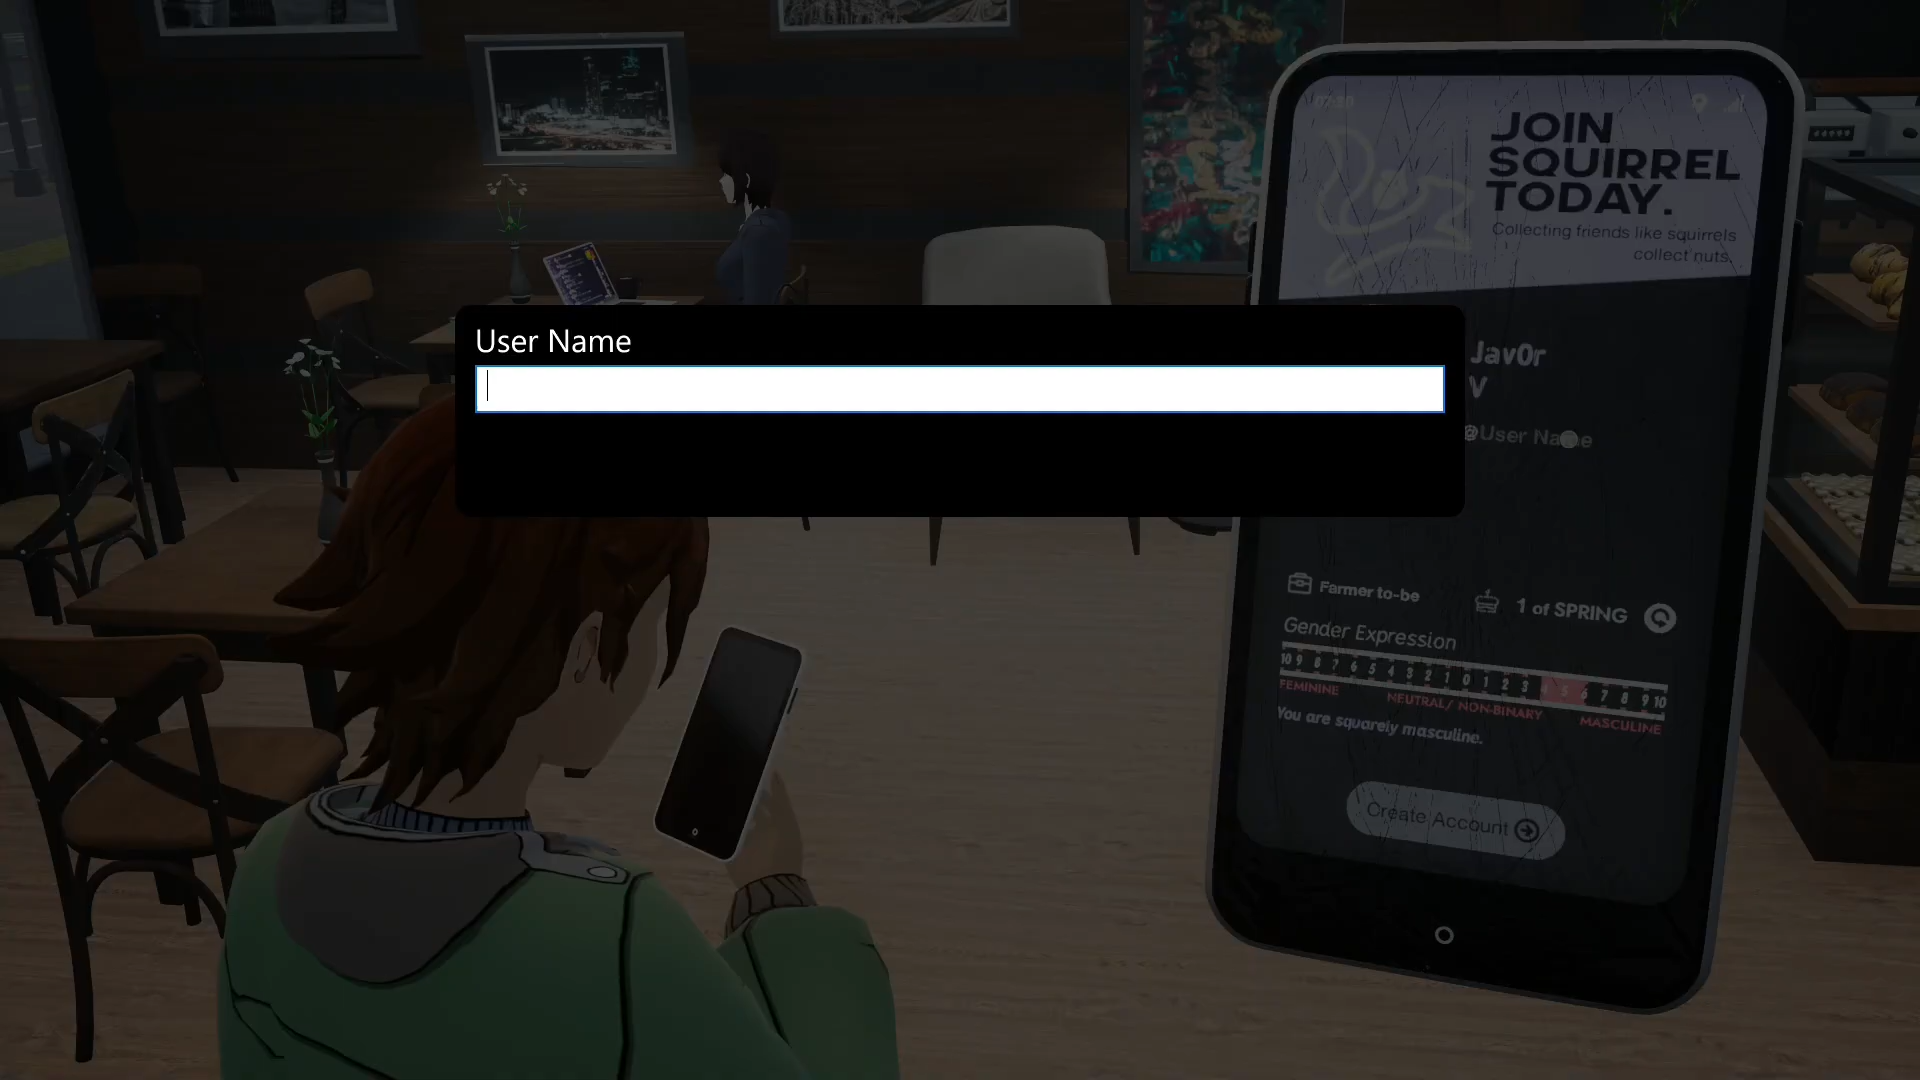 07:20
JOIN
SQUIRREL
TODAY.
Collecting friends like squirrels
collect nuts.
User Name
Jav0r
V
@User Name
Farmer to-be
1 of SPRING
Gender Expression
10 9 8 7 6 5 4 3 2 1 0 1 2 3 4 5 6 7 8 9 10
FEMININE
NEUTRAL/ NON-BINARY
MASCULINE
You are squarely masculine.
Create Account